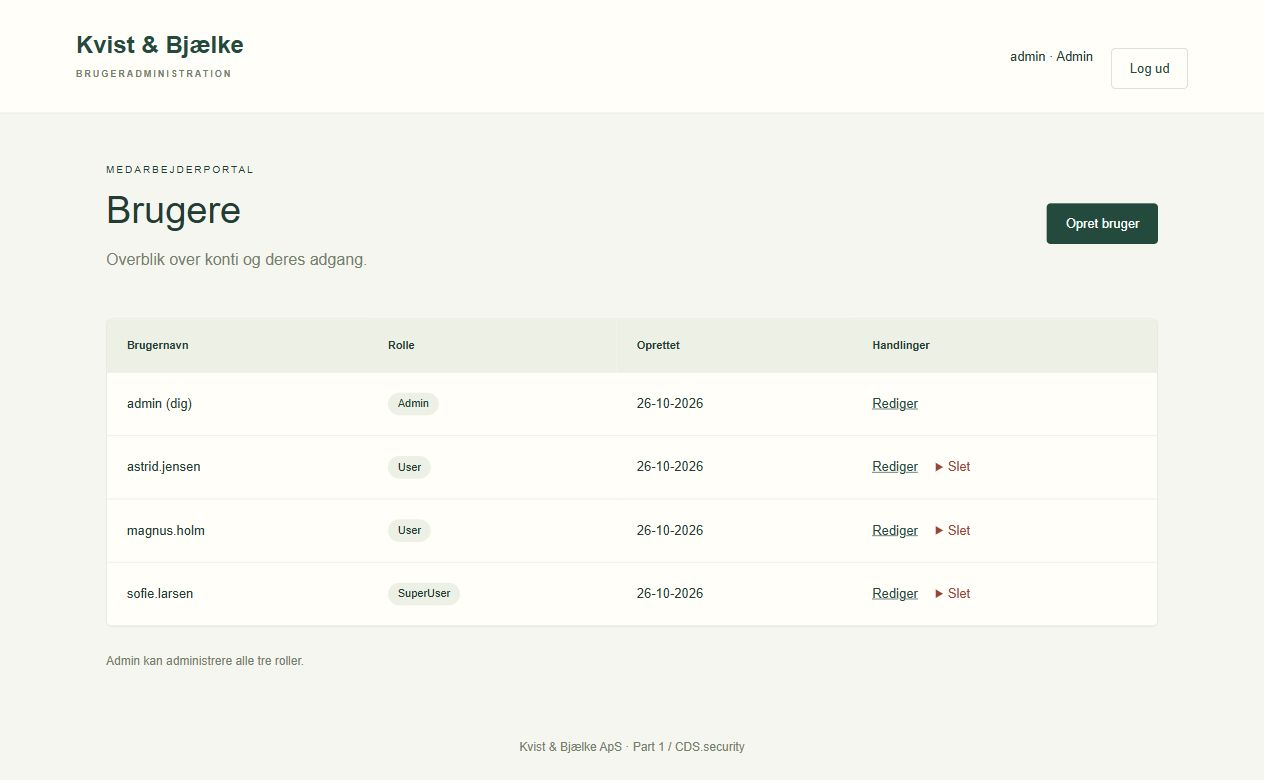 Kvist & Bjælke
BRUGERADMINISTRATION
admin · Admin
Log ud
MEDARBEJDERPORTAL
Brugere
Overblik over konti og deres adgang.
Opret bruger
Brugernavn Rolle Oprettet Handlinger
admin (dig) Admin 26-10-2026 Rediger
astrid.jensen User 26-10-2026 Rediger ▶ Slet
magnus.holm User 26-10-2026 Rediger ▶ Slet
sofie.larsen SuperUser 26-10-2026 Rediger ▶ Slet
Admin kan administrere alle tre roller.
Kvist & Bjælke ApS · Part 1 / CDS.security